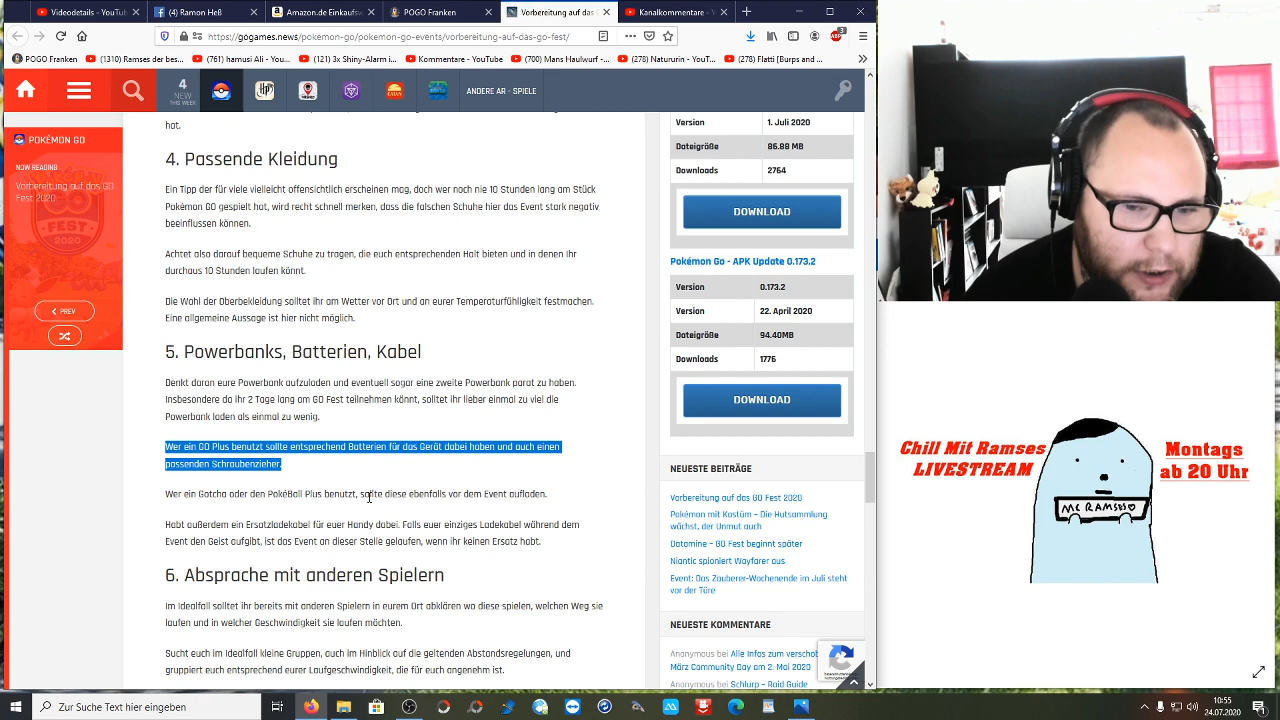 Videodetails - YouTube
(4) Ramon Heß
Amazon.de Einkaufswa
POGO Franken
Vorbereitung auf das GO F
Kanalkommentare - YouTub
https://gogames.news/pokemon-go/pokemon-go-events/vorbereitung-auf-das-go-fest/
POGO Franken
(1310) Ramses der bes...
(761) hamusi Ali - You...
(121) 3x Shiny-Alarm i...
Kommentare - YouTube
(700) Mans Haulwurf - ...
(278) Natururin - YouT...
(278) Flatti [Burps and ...
4
NEW
THIS WEEK
ANDERE AR - SPIELE
POKÉMON GO
NOW READING
Vorbereitung auf das GO
Fest 2020
FEST
2020
PREV
hat.
4. Passende Kleidung
Ein Tipp der für viele vielleicht offensichtlich erscheinen mag, doch wer noch nie 10 Stunden lang am Stück
Pokémon GO gespielt hat, wird recht schnell merken, dass die falschen Schuhe hier das Event stark negativ
beeinflussen können.
Achtet also darauf bequeme Schuhe zu tragen, die euch entsprechenden Halt bieten und in denen Ihr
durchaus 10 Stunden laufen könnt.
Die Wahl der Oberbekleidung solltet ihr am Wetter vor Ort und an eurer Temperaturfühligkeit festmachen.
Eine allgemeine Aussage ist hier nicht möglich.
5. Powerbanks, Batterien, Kabel
Denkt daran eure Powerbank aufzuladen und eventuell sogar eine zweite Powerbank parat zu haben.
Insbesondere da ihr 2 Tage lang am GO Fest teilnehmen könnt, solltet ihr lieber einmal zu viel die
Powerbank laden als einmal zu wenig.
Wer ein GO Plus benutzt sollte entsprechend Batterien für das Gerät dabei haben und auch einen
passenden Schraubenzieher.
Wer ein Gotcha oder den PokéBall Plus benutzt, sollte diese ebenfalls vor dem Event aufladen.
Habt außerdem ein Ersatzladekabel für euer Handy dabei. Falls euer einziges Ladekabel während dem
Event den Geist aufgibt, ist das Event an dieser Stelle gelaufen, wenn ihr keinen Ersatz habt.
6. Absprache mit anderen Spielern
Im Idealfall solltet ihr bereits mit anderen Spielern in eurem Ort abklären wo diese spielen, welchen Weg sie
laufen und in welcher Geschwindigkeit sie laufen möchten.
Sucht euch im Idealfall kleine Gruppen, auch im Hinblick auf die geltenden Abstandsregelungen, und
gruppiert euch entsprechend eurer Laufgeschwindigkeit, die für euch angenehm ist.
Version 1. Juli 2020
Dateigröße 86.88 MB
Downloads 2764
DOWNLOAD
Pokémon Go - APK Update 0.173.2
Version 0.173.2
Version 22. April 2020
Dateigröße 94.40MB
Downloads 1776
DOWNLOAD
NEUESTE BEITRÄGE
Vorbereitung auf das GO Fest 2020
Pokémon mit Kostüm – Die Hutsammlung
wächst, der Unmut auch
Datamine – GO Fest beginnt später
Niantic spioniert Wayfarer aus
Event: Das Zauberer-Wochenende im Juli steht
vor der Türe
NEUESTE KOMMENTARE
Anonymous bei Alle Infos zum verschob
März Community Day am 2. Mai 2020
Anonymous bei Schlurp – Raid Guide
Chill Mit Ramses
LIVESTREAM
Montags
ab 20 Uhr
MC RAMSES
Zur Suche Text hier eingeben
10:55
24.07.2020